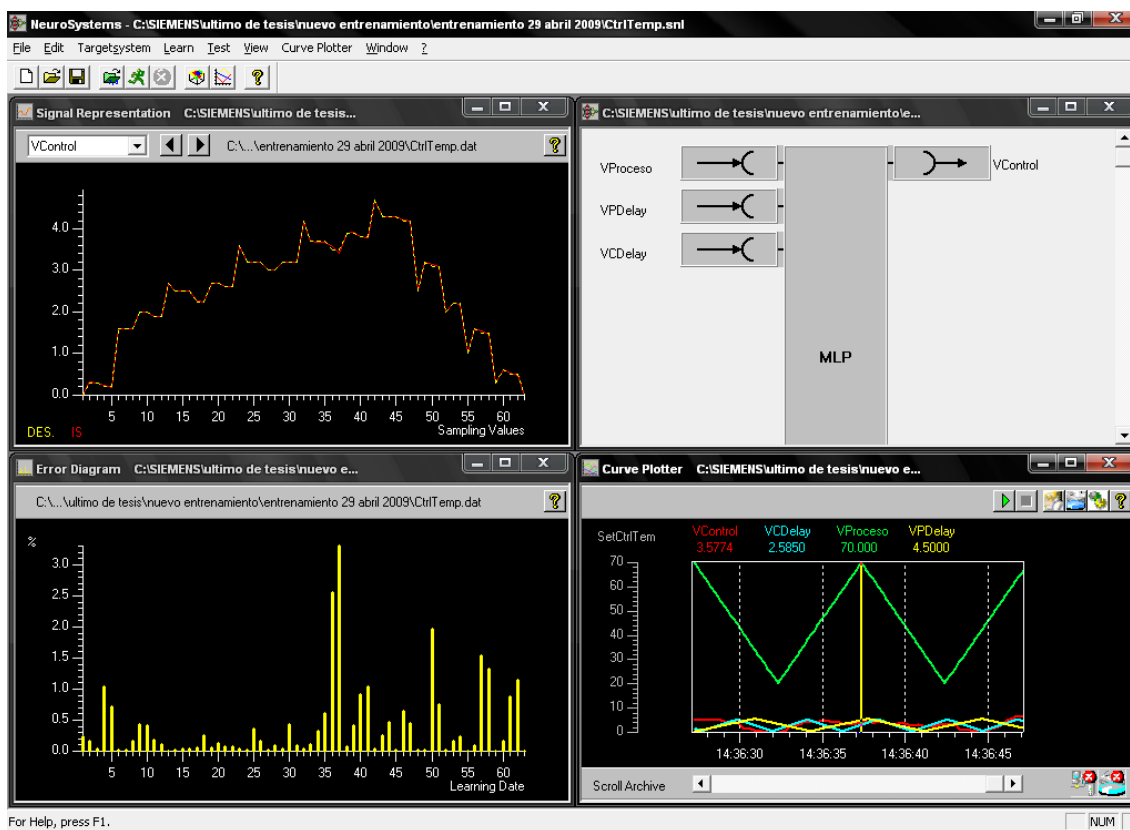 NeuroSystems - C:\SIEMENS\ultimo de tesis\nuevo entrenamiento\entrenamiento 29 abril 2009\CtrlTemp.snl
File Edit Targetsystem Learn Test View Curve Plotter Window ?
Signal Representation C:\SIEMENS\ultimo de tesis...
VControl C:\...\entrenamiento 29 abril 2009\CtrlTemp.dat
4.0
3.0
2.0
1.0
0.0
5 10 15 20 25 30 35 40 45 50 55 60
DES. IS Sampling Values
C:\SIEMENS\ultimo de tesis\nuevo entrenamiento\e...
VProceso
VControl
VPDelay
VCDelay
MLP
Error Diagram C:\SIEMENS\ultimo de tesis\nuevo e...
C:\...\ultimo de tesis\nuevo entrenamiento\entrenamiento 29 abril 2009\CtrlTemp.dat
%
3.0
2.5
2.0
1.5
1.0
0.5
0.0
5 10 15 20 25 30 35 40 45 50 55 60
Learning Date
Curve Plotter C:\SIEMENS\ultimo de tesis\nuevo e...
SetCtrlTem VControl VCDelay VProceso VPDelay
3.5774 2.5850 70.000 4.5000
70
60
50
40
30
20
10
0
14:36:30 14:36:35 14:36:40 14:36:45
Scroll Archive
For Help, press F1.
NUM